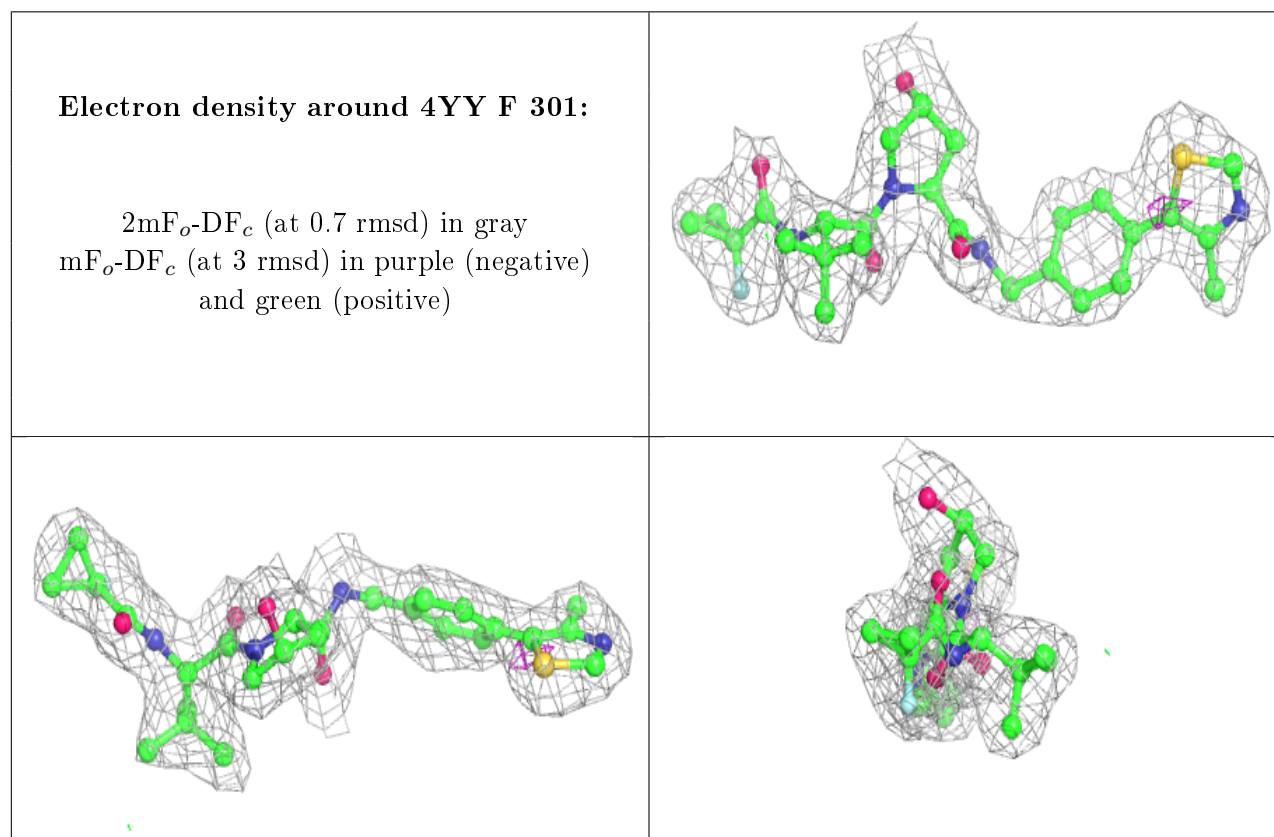 Electron density around 4YY F 301:
2mFₒ-DF𝒸 (at 0.7 rmsd) in gray
mFₒ-DF𝒸 (at 3 rmsd) in purple (negative)
and green (positive)